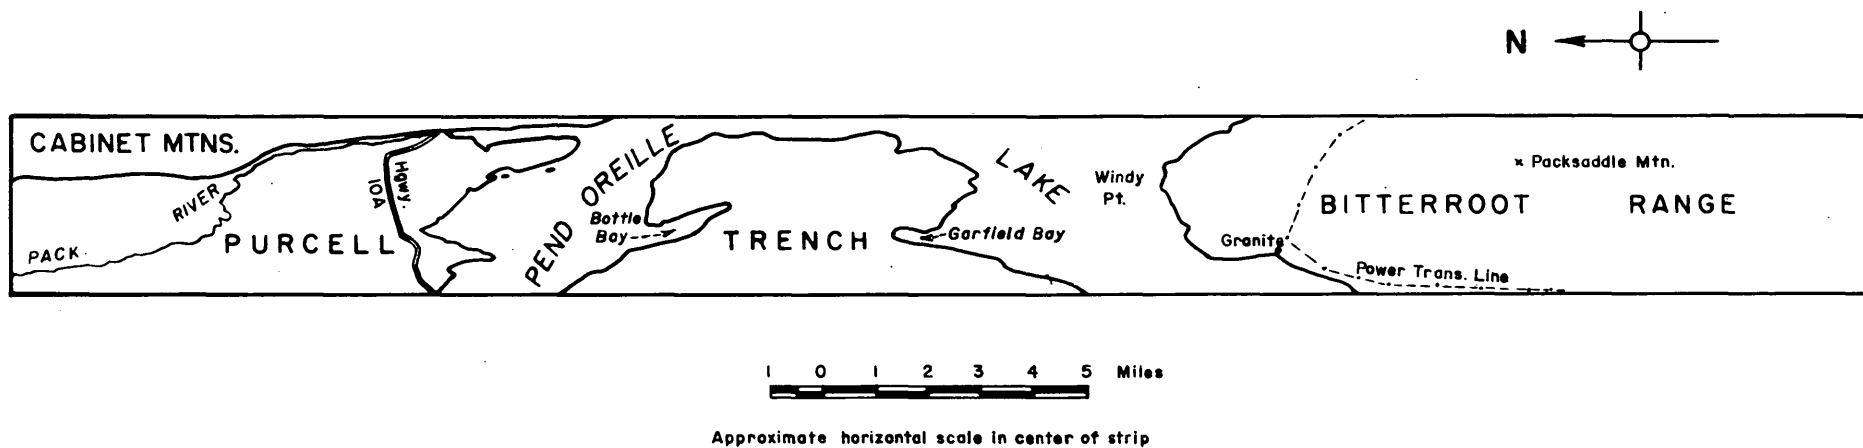 N
CABINET MTNS.
RIVER
PACK
PURCELL
Hgwy.
10A
PEND OREILLE
Bottle
Bay
TRENCH
LAKE
Garfield Bay
Windy
Pt.
Granite
Packsaddle Mtn.
BITTERROOT RANGE
Power Trans. Line
1 0 1 2 3 4 5 Miles
Approximate horizontal scale in center of strip